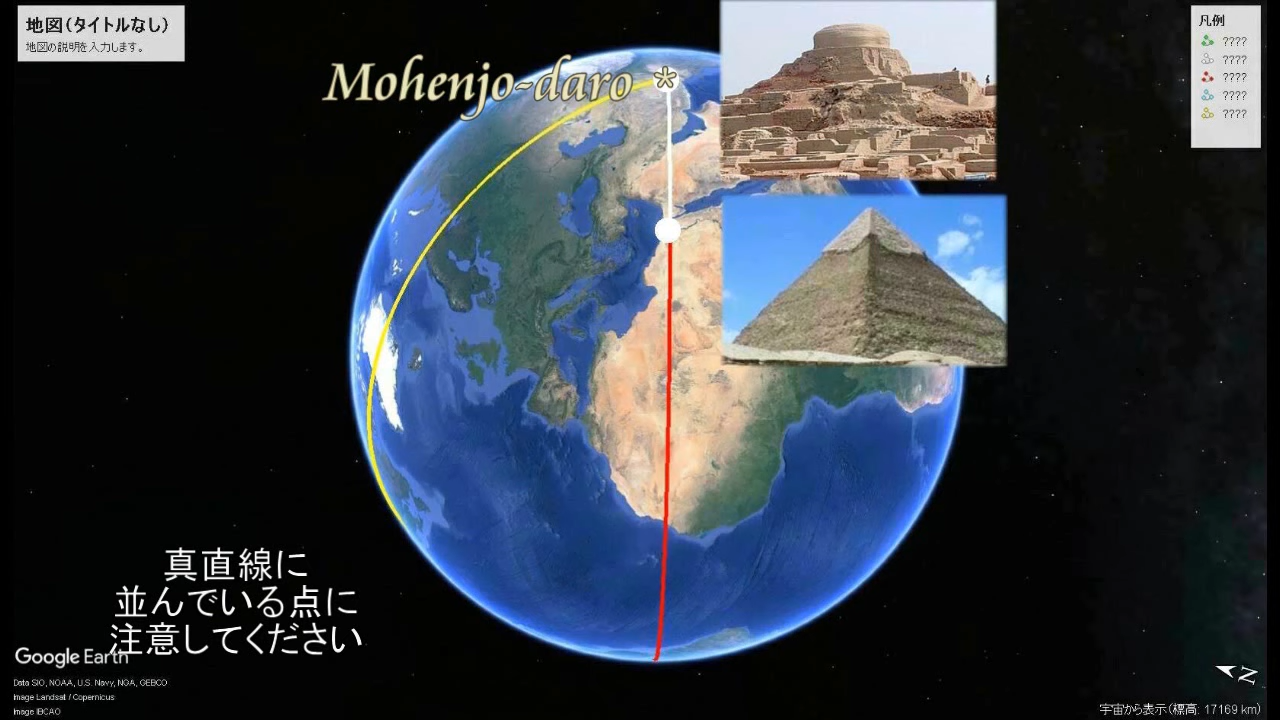 地図(タイトルなし)
地図の説明を入力します。
Mohenjo-daro *
凡例
????
????
????
????
????
真直線に
並んでいる点に
注意してください
Google Earth
Data SIO, NOAA, U.S. Navy, NGA, GEBCO
Image Landsat / Copernicus
Image IBCAO
N
宇宙から表示(標高: 17169 km)